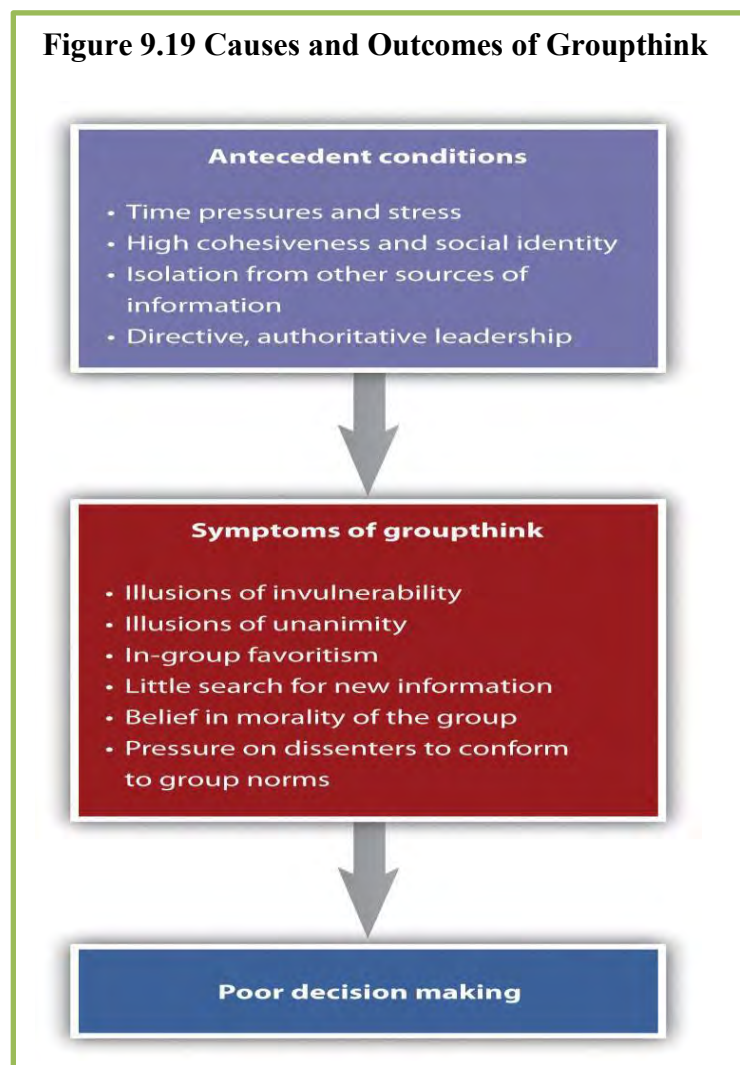 Figure 9.19 Causes and Outcomes of Groupthink
Antecedent conditions
• Time pressures and stress
• High cohesiveness and social identity
• Isolation from other sources of
information
• Directive, authoritative leadership
Symptoms of groupthink
• Illusions of invulnerability
• Illusions of unanimity
• In-group favoritism
• Little search for new information
• Belief in morality of the group
• Pressure on dissenters to conform
to group norms
Poor decision making